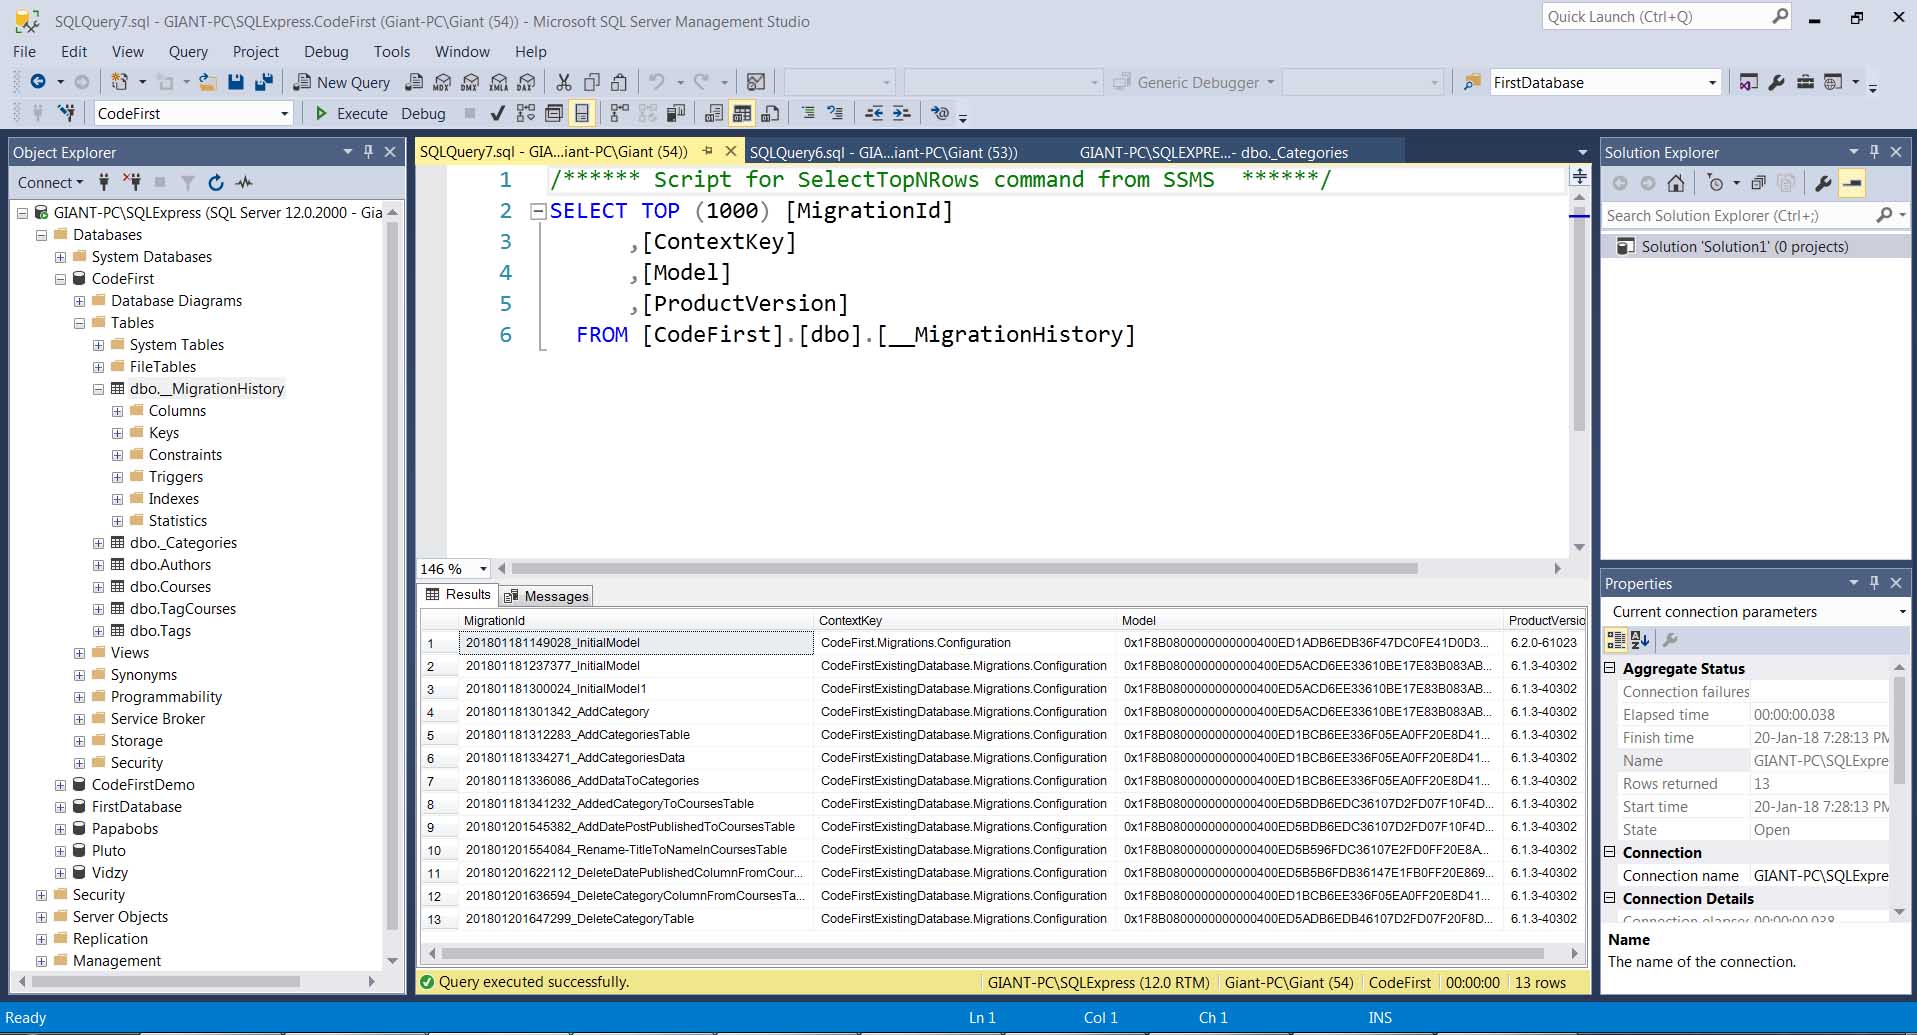 SQLQuery7.sql - GIANT-PC\SQLExpress.CodeFirst (Giant-PC\Giant (54)) - Microsoft SQL Server Management Studio
Quick Launch (Ctrl+Q)
File Edit View Query Project Debug Tools Window Help
New Query
MDX DMX XMLA DAX
Generic Debugger
FirstDatabase
CodeFirst
Execute Debug
Object Explorer
Connect
GIANT-PC\SQLExpress (SQL Server 12.0.2000 - Gia
Databases
System Databases
CodeFirst
Database Diagrams
Tables
System Tables
FileTables
dbo.__MigrationHistory
Columns
Keys
Constraints
Triggers
Indexes
Statistics
dbo._Categories
dbo.Authors
dbo.Courses
dbo.TagCourses
dbo.Tags
Views
Synonyms
Programmability
Service Broker
Storage
Security
CodeFirstDemo
FirstDatabase
Papabobs
Pluto
Vidzy
Security
Server Objects
Replication
Management
SQLQuery7.sql - GIA...iant-PC\Giant (54))
SQLQuery6.sql - GIA...iant-PC\Giant (53))
GIANT-PC\SQLEXPRE...- dbo._Categories
1 /****** Script for SelectTopNRows command from SSMS  ******/
2 SELECT TOP (1000) [MigrationId]
3 ,[ContextKey]
4 ,[Model]
5 ,[ProductVersion]
6 FROM [CodeFirst].[dbo].[__MigrationHistory]
146 %
Results Messages
MigrationId ContextKey Model ProductVersio
1 201801181149028_InitialModel CodeFirst.Migrations.Configuration 0x1F8B0800000000000400ED1ADB6EDB36F47DC0FE41D0D3... 6.2.0-61023
2 201801181237377_InitialModel CodeFirstExistingDatabase.Migrations.Configuration 0x1F8B0800000000000400ED5ACD6EE33610BE17E83B083AB... 6.1.3-40302
3 201801181300024_InitialModel1 CodeFirstExistingDatabase.Migrations.Configuration 0x1F8B0800000000000400ED5ACD6EE33610BE17E83B083AB... 6.1.3-40302
4 201801181301342_AddCategory CodeFirstExistingDatabase.Migrations.Configuration 0x1F8B0800000000000400ED5ACD6EE33610BE17E83B083AB... 6.1.3-40302
5 201801181312283_AddCategoriesTable CodeFirstExistingDatabase.Migrations.Configuration 0x1F8B0800000000000400ED1BCB6EE336F05EA0FF20E8D41... 6.1.3-40302
6 201801181334271_AddCategoriesData CodeFirstExistingDatabase.Migrations.Configuration 0x1F8B0800000000000400ED1BCB6EE336F05EA0FF20E8D41... 6.1.3-40302
7 201801181336086_AddDataToCategories CodeFirstExistingDatabase.Migrations.Configuration 0x1F8B0800000000000400ED1BCB6EE336F05EA0FF20E8D41... 6.1.3-40302
8 201801181341232_AddedCategoryToCoursesTable CodeFirstExistingDatabase.Migrations.Configuration 0x1F8B0800000000000400ED5BDB6EDC36107D2FD07F10F4D... 6.1.3-40302
9 201801201545382_AddDatePostPublishedToCoursesTable CodeFirstExistingDatabase.Migrations.Configuration 0x1F8B0800000000000400ED5BDB6EDC36107D2FD07F10F4D... 6.1.3-40302
10 201801201554084_Rename-TitleToNameInCoursesTable CodeFirstExistingDatabase.Migrations.Configuration 0x1F8B0800000000000400ED5B596FDC36107E2FD0FF20E8A... 6.1.3-40302
11 201801201622112_DeleteDatePublishedColumnFromCour... CodeFirstExistingDatabase.Migrations.Configuration 0x1F8B0800000000000400ED5B5B6FDB36147E1FB0FF20E869... 6.1.3-40302
12 201801201636594_DeleteCategoryColumnFromCoursesTa... CodeFirstExistingDatabase.Migrations.Configuration 0x1F8B0800000000000400ED1BCB6EE336F05EA0FF20E8D41... 6.1.3-40302
13 201801201647299_DeleteCategoryTable CodeFirstExistingDatabase.Migrations.Configuration 0x1F8B0800000000000400ED5ADB6EDB46107D2FD07F20F8D... 6.1.3-40302
Query executed successfully. GIANT-PC\SQLExpress (12.0 RTM) Giant-PC\Giant (54) CodeFirst 00:00:00 13 rows
Solution Explorer
Search Solution Explorer (Ctrl+;)
Solution 'Solution1' (0 projects)
Properties
Current connection parameters
Aggregate Status
Connection failures
Elapsed time 00:00:00.038
Finish time 20-Jan-18 7:28:13 PM
Name GIANT-PC\SQLExpre
Rows returned 13
Start time 20-Jan-18 7:28:13 PM
State Open
Connection
Connection name GIANT-PC\SQLExpre
Connection Details
Connection elapse 00:00:00.038
Name
The name of the connection.
Ready Ln 1 Col 1 Ch 1 INS